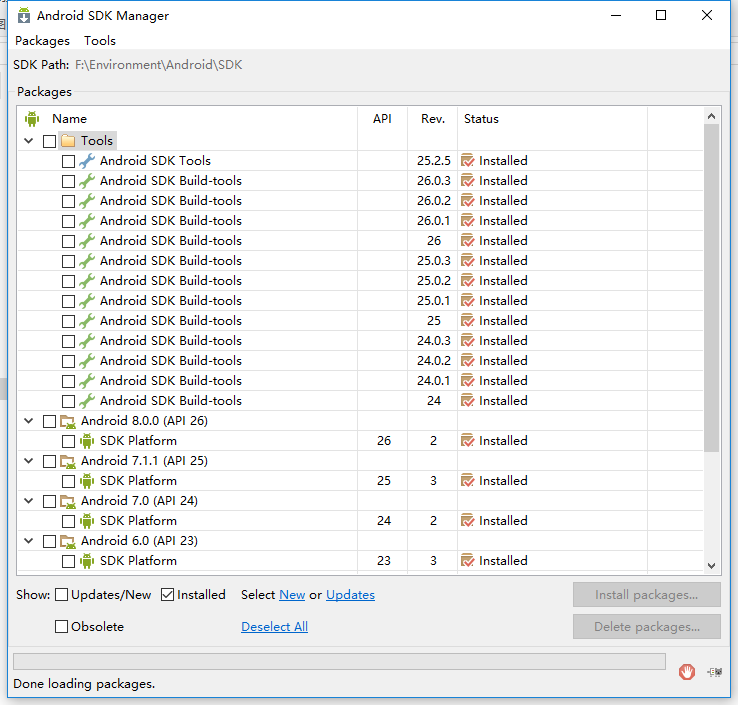 Android SDK Manager
Packages Tools
SDK Path: F:\Environment\Android\SDK
Packages
Name API Rev. Status
Tools
Android SDK Tools 25.2.5 Installed
Android SDK Build-tools 26.0.3 Installed
Android SDK Build-tools 26.0.2 Installed
Android SDK Build-tools 26.0.1 Installed
Android SDK Build-tools 26 Installed
Android SDK Build-tools 25.0.3 Installed
Android SDK Build-tools 25.0.2 Installed
Android SDK Build-tools 25.0.1 Installed
Android SDK Build-tools 25 Installed
Android SDK Build-tools 24.0.3 Installed
Android SDK Build-tools 24.0.2 Installed
Android SDK Build-tools 24.0.1 Installed
Android SDK Build-tools 24 Installed
Android 8.0.0 (API 26)
SDK Platform 26 2 Installed
Android 7.1.1 (API 25)
SDK Platform 25 3 Installed
Android 7.0 (API 24)
SDK Platform 24 2 Installed
Android 6.0 (API 23)
SDK Platform 23 3 Installed
Show: Updates/New Installed Select New or Updates Install packages...
Obsolete Deselect All Delete packages...
Done loading packages.